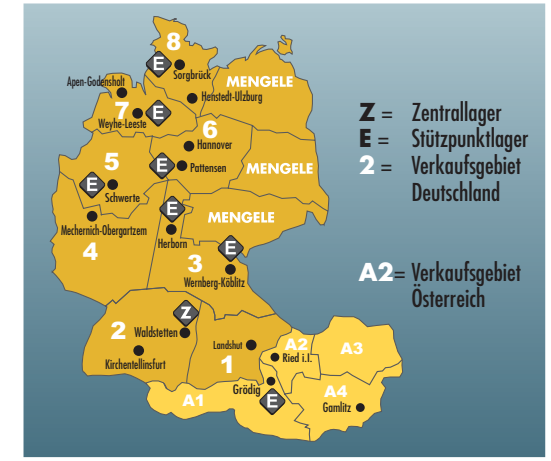 8
E
Sorgbrück
Apen-Godensholt
MENGELE
Henstedt-Ulzburg
7
E
Weyhe-Leeste
6
Hannover
5
E
Pattensen
MENGELE
E
Schwerte
Mechernich-Obergartzem
4
E
Herborn
MENGELE
E
3
Wernberg-Köblitz
2
Z
Waldstetten
Kirchentellinsfurt
Landshut
1
A2
Ried i.I.
A3
Grödig
A1
E
A4
Gamlitz
Z = Zentrallager
E = Stützpunktlager
2 = Verkaufsgebiet
Deutschland
A2= Verkaufsgebiet
Österreich